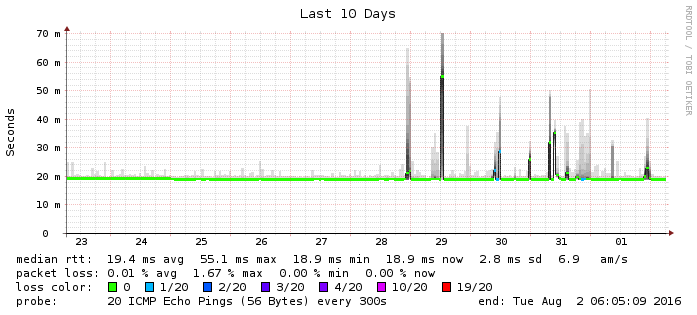 Last 10 Days
RRDTOOL / TOBI OETIKER
Seconds
70 m
60 m
50 m
40 m
30 m
20 m
10 m
0
23 24 25 26 27 28 29 30 31 01
median rtt: 19.4 ms avg 55.1 ms max 18.9 ms min 18.9 ms now 2.8 ms sd 6.9 am/s
packet loss: 0.01 % avg 1.67 % max 0.00 % min 0.00 % now
loss color: 0 1/20 2/20 3/20 4/20 10/20 19/20
probe: 20 ICMP Echo Pings (56 Bytes) every 300s end: Tue Aug 2 06:05:09 2016